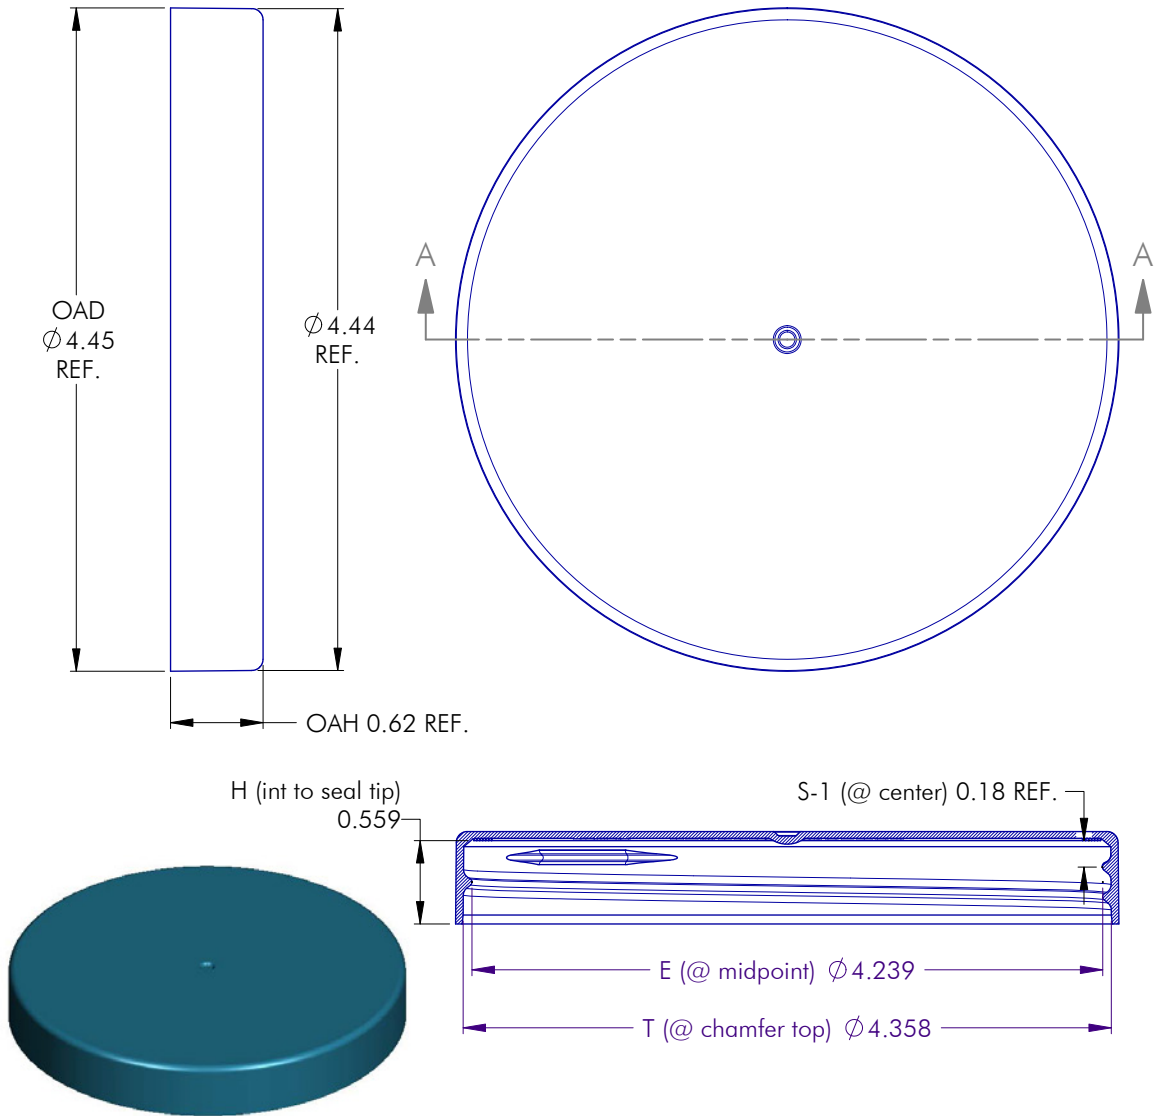 OAD
∅4.45
REF.
∅4.44
REF.
A
A
OAH 0.62 REF.
H (int to seal tip)
0.559
S-1 (@ center) 0.18 REF.
E (@ midpoint) ∅4.239
T (@ chamfer top) ∅4.358